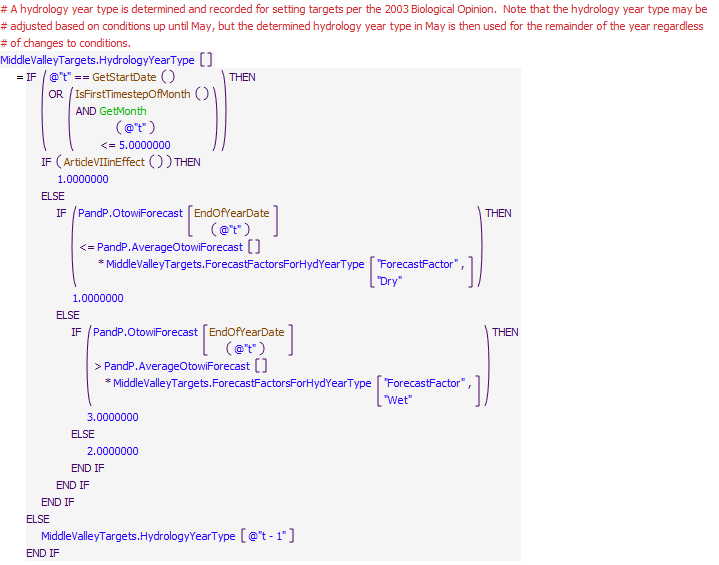 # A hydrology year type is determined and recorded for setting targets per the 2003 Biological Opinion.  Note that the hydrology year type may be
# adjusted based on conditions up until May, but the determined hydrology year type in May is then used for the remainder of the year regardless
# of changes to conditions.
MiddleValleyTargets.HydrologyYearType []
= IF ( @"t" == GetStartDate () ) THEN
OR ( IsFirstTimestepOfMonth ()
AND GetMonth
( @"t" )
<= 5.0000000
IF ( ArticleVIIinEffect () ) THEN
1.0000000
ELSE
IF ( PandP.OtowiForecast [ EndOfYearDate ] ) THEN
( @"t" )
<= PandP.AverageOtowiForecast []
* MiddleValleyTargets.ForecastFactorsForHydYearType [ "ForecastFactor" ,
"Dry" ]
1.0000000
ELSE
IF ( PandP.OtowiForecast [ EndOfYearDate ] ) THEN
( @"t" )
> PandP.AverageOtowiForecast []
* MiddleValleyTargets.ForecastFactorsForHydYearType [ "ForecastFactor" ,
"Wet" ]
3.0000000
ELSE
2.0000000
END IF
END IF
END IF
ELSE
MiddleValleyTargets.HydrologyYearType [ @"t - 1" ]
END IF